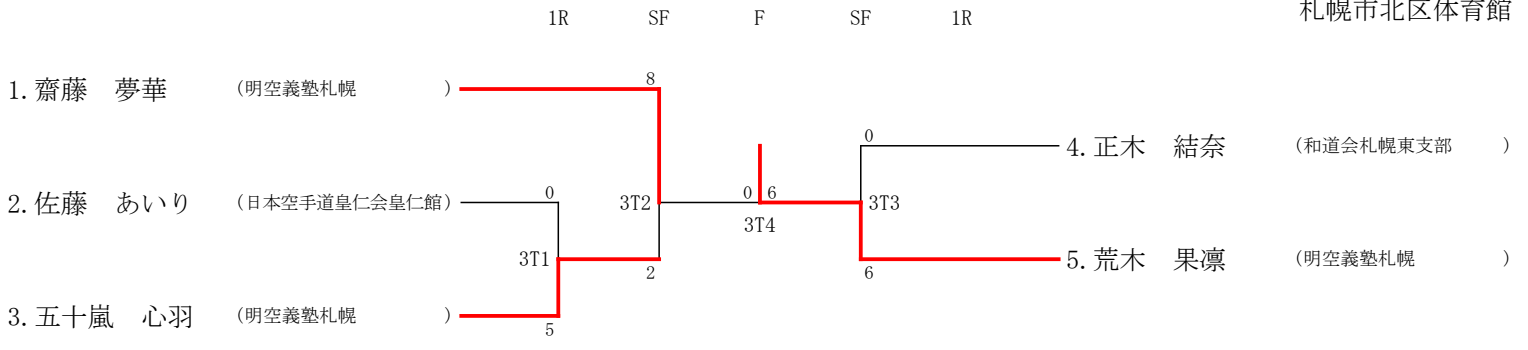 札幌市北区体育館
1R SF F SF 1R
1.齋藤　夢華 (明空義塾札幌 ) 8
0 4.正木　結奈 (和道会札幌東支部 )
2.佐藤　あいり (日本空手道皇仁会皇仁館) 0 3T2 0 6 3T3
3T4
3T1 2 6 5.荒木　果凛 (明空義塾札幌 )
3.五十嵐　心羽 (明空義塾札幌 ) 5